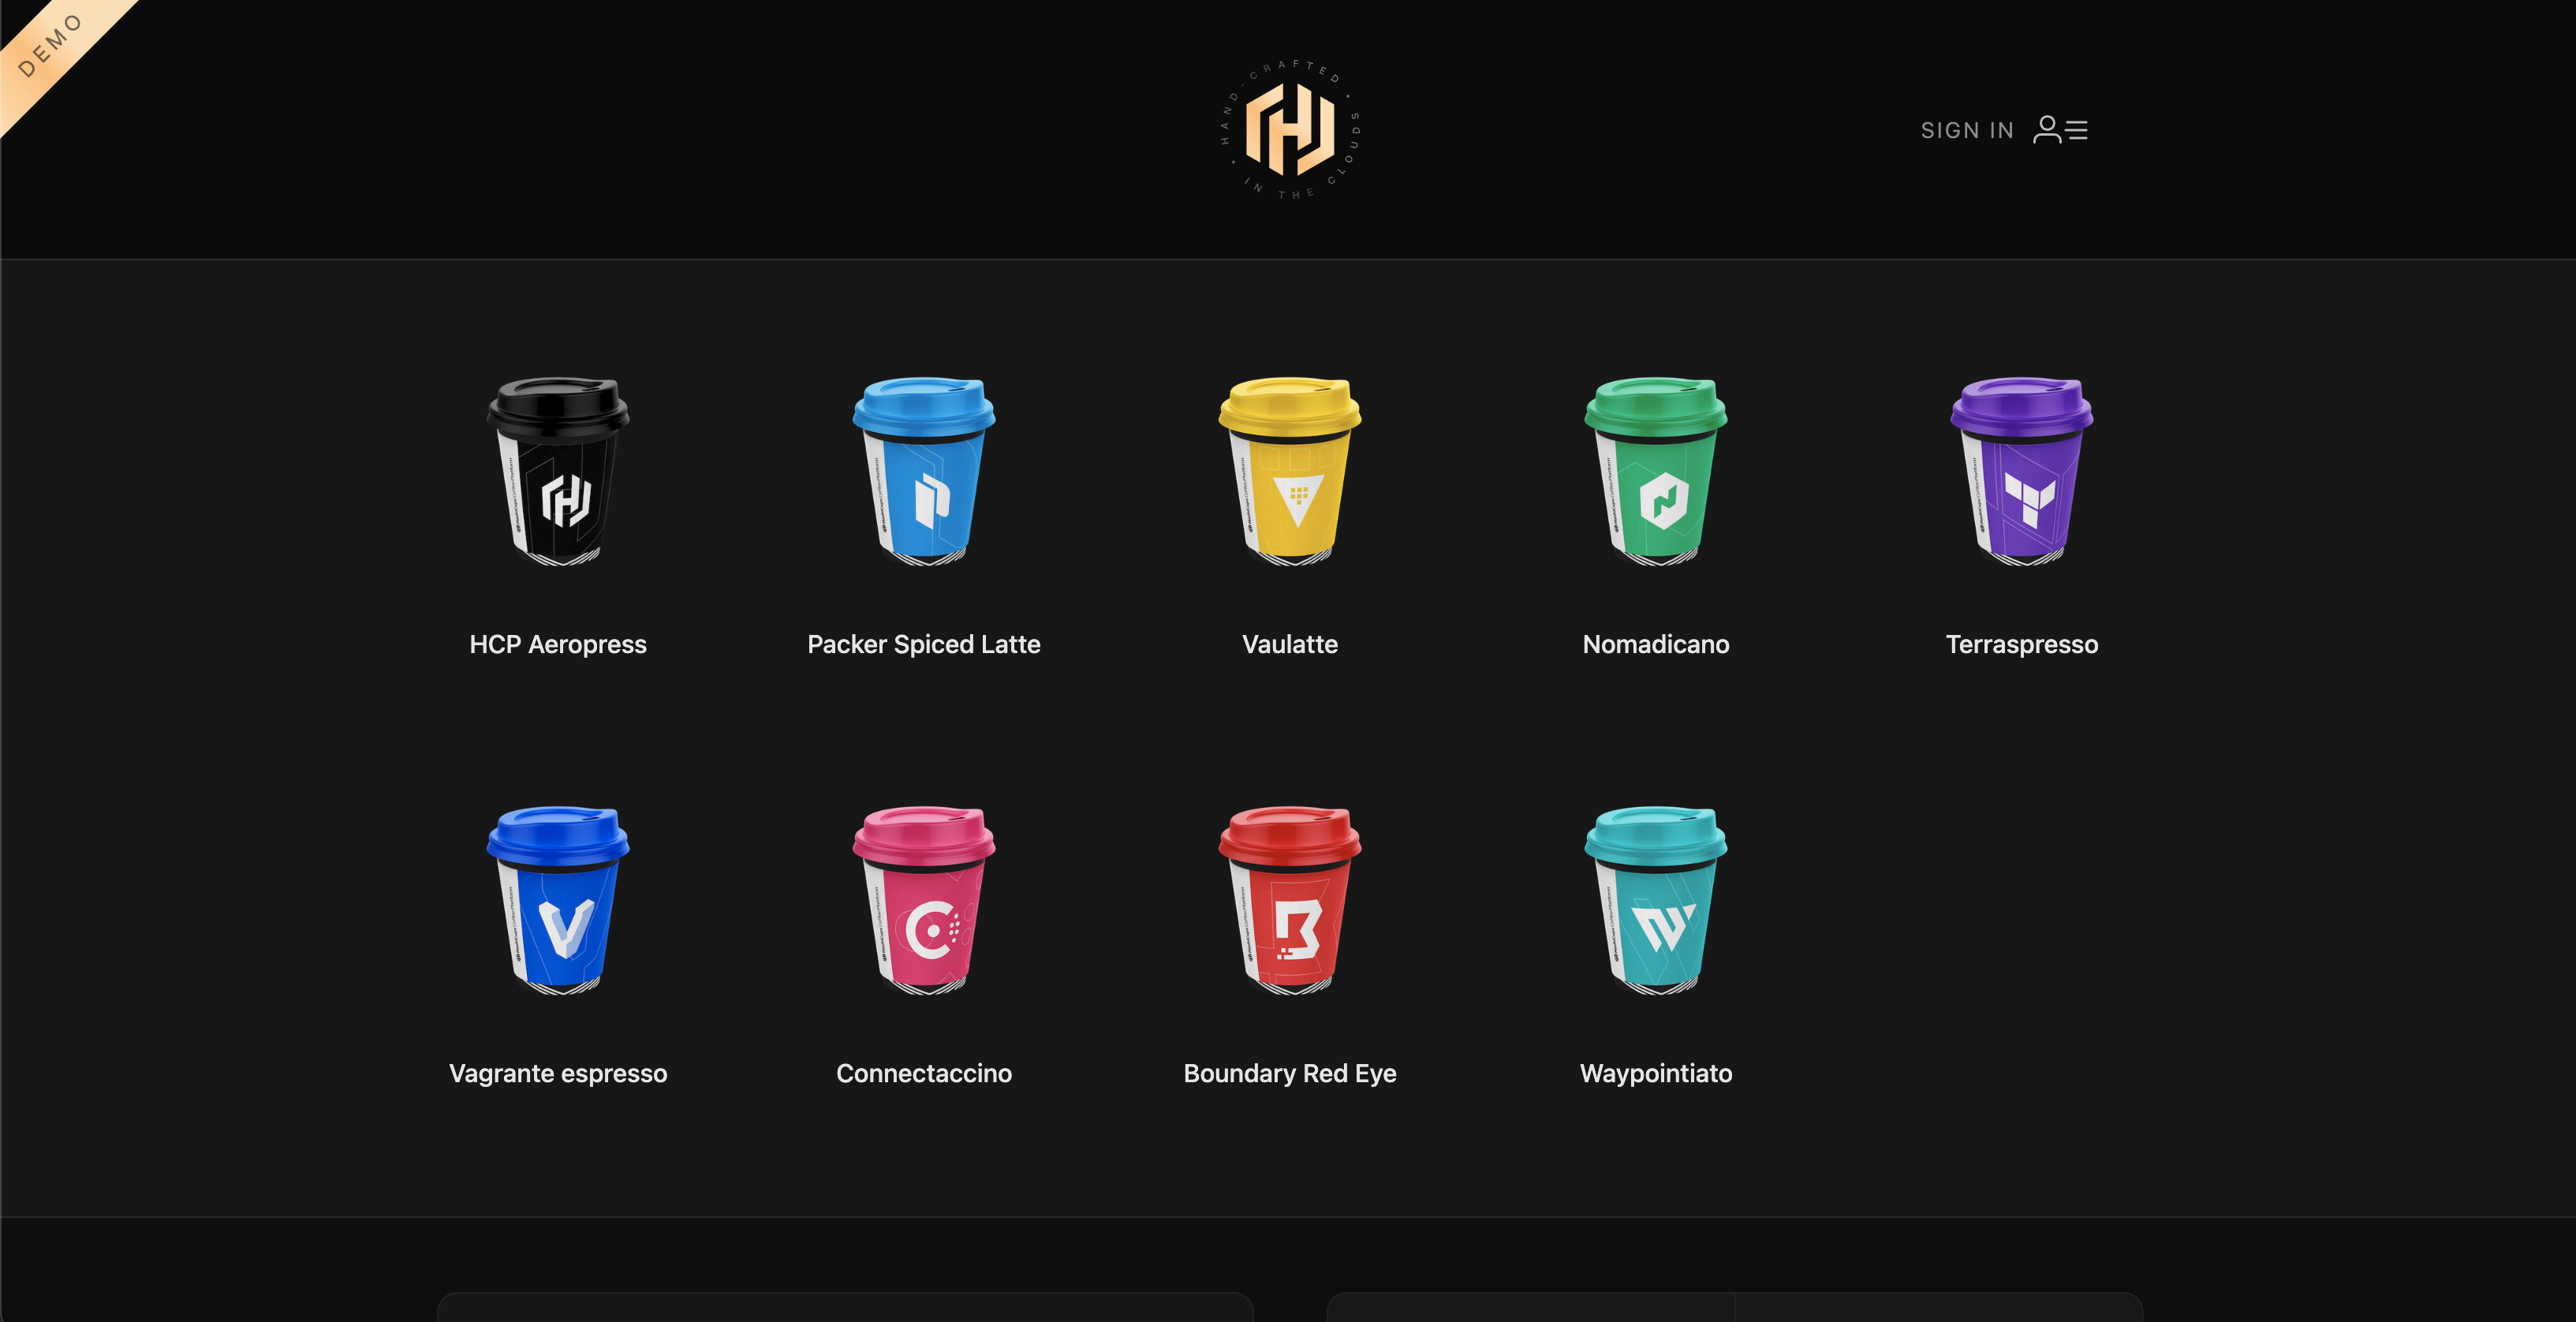 DEMO
HAND-CRAFTED • IN THE CLOUDS •
SIGN IN
HCP Aeropress
Packer Spiced Latte
Vaulatte
Nomadicano
Terraspresso
Vagrante espresso
Connectaccino
Boundary Red Eye
Waypointiato